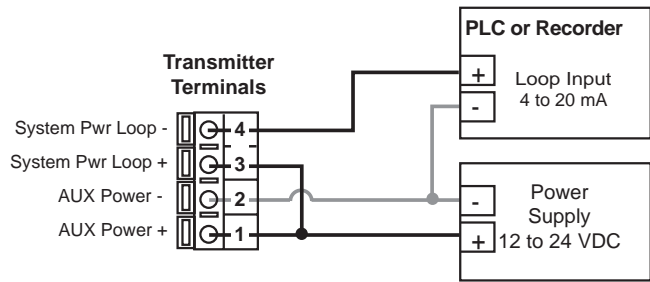 Transmitter
Terminals
System Pwr Loop -
System Pwr Loop +
AUX Power -
AUX Power +
4
3
2
1
PLC or Recorder
+
-
Loop Input
4 to 20 mA
-
+
Power
Supply
12 to 24 VDC